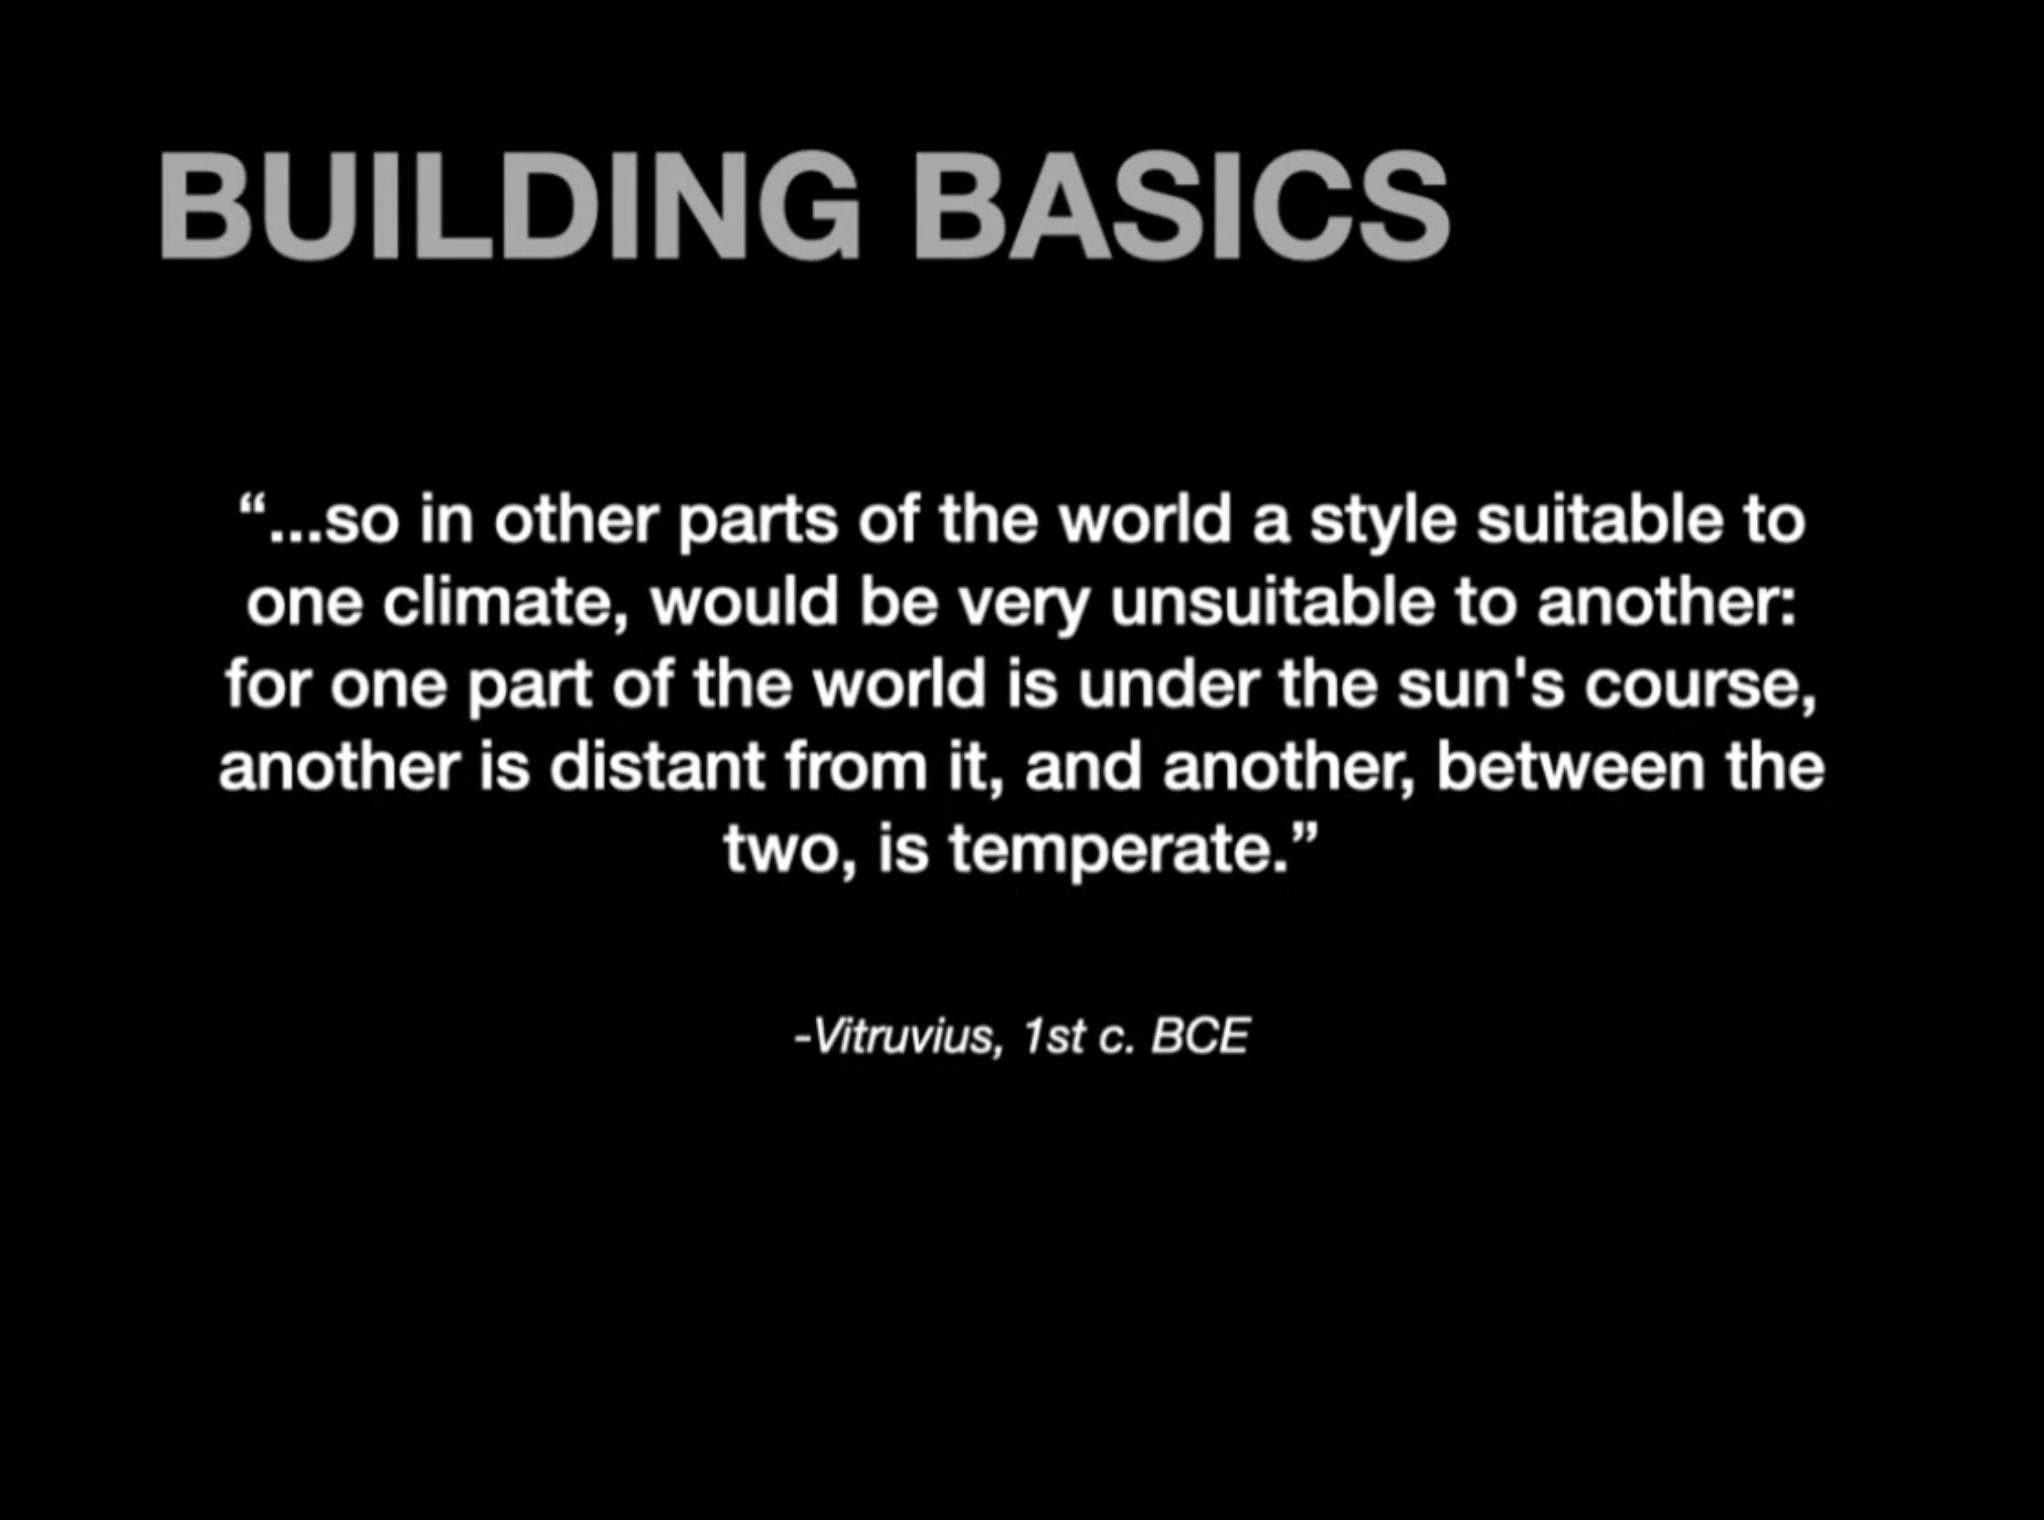 BUILDING BASICS
“...so in other parts of the world a style suitable to
one climate, would be very unsuitable to another:
for one part of the world is under the sun's course,
another is distant from it, and another, between the
two, is temperate.”
-Vitruvius, 1st c. BCE